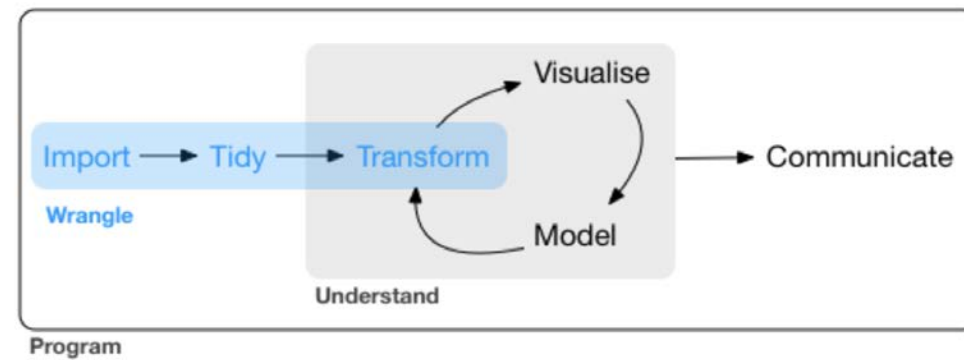 Visualise
Import Tidy Transform Communicate
Wrangle
Model
Understand
Program